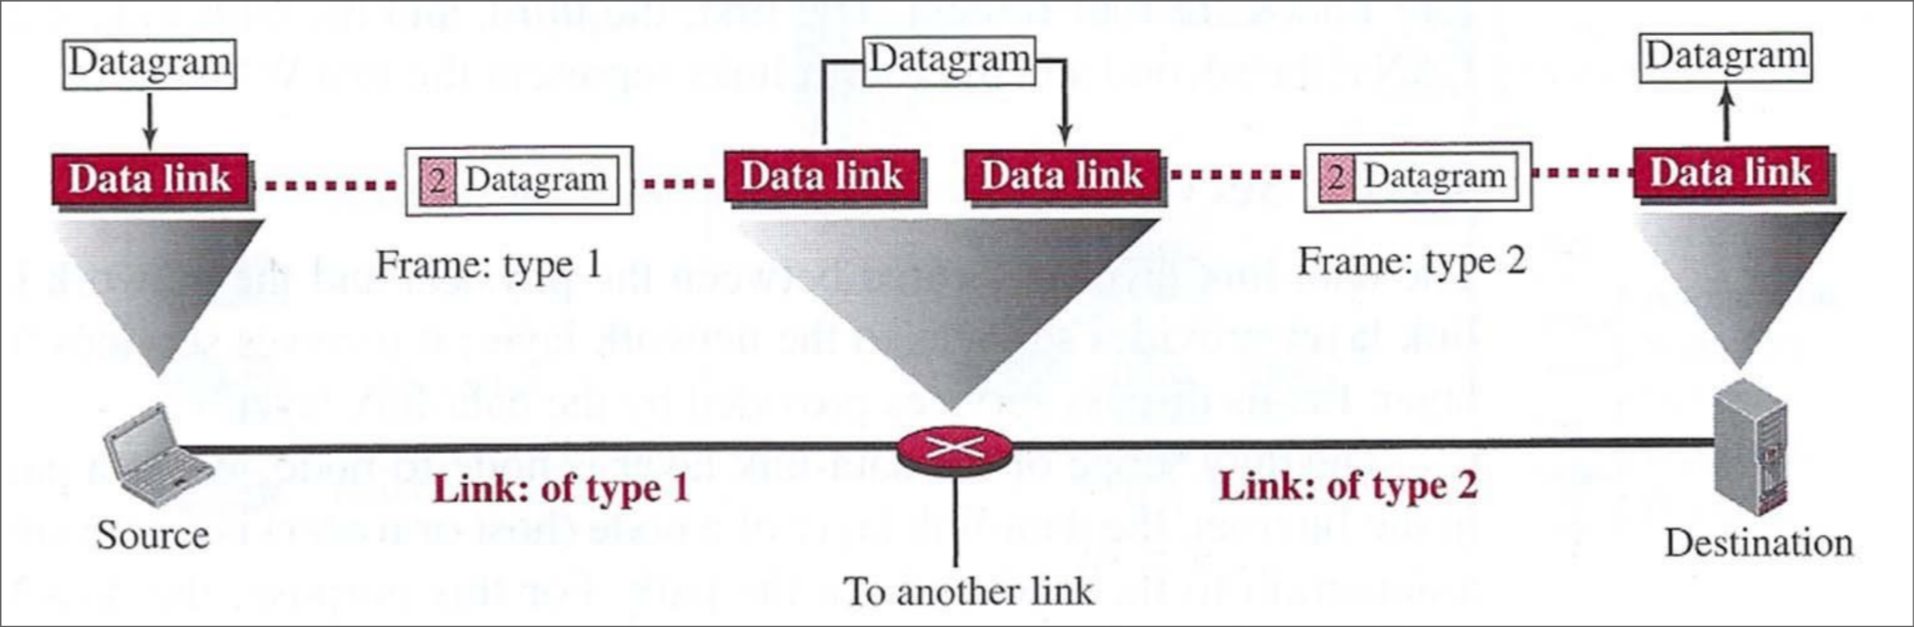 Datagram
Datagram
Datagram
Data link
2 Datagram
Data link
Data link
2 Datagram
Data link
Frame: type 1
Frame: type 2
Link: of type 1
Link: of type 2
Source
Destination
To another link